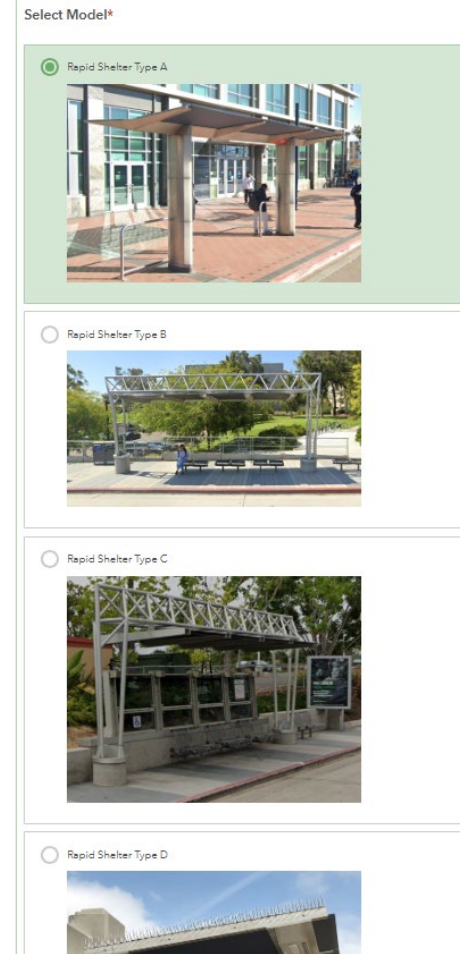 Select Model*
Rapid Shelter Type A
Rapid Shelter Type B
Rapid Shelter Type C
Rapid Shelter Type D